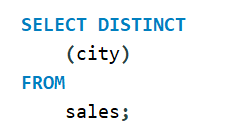 SELECT DISTINCT
    (city)
FROM
    sales;